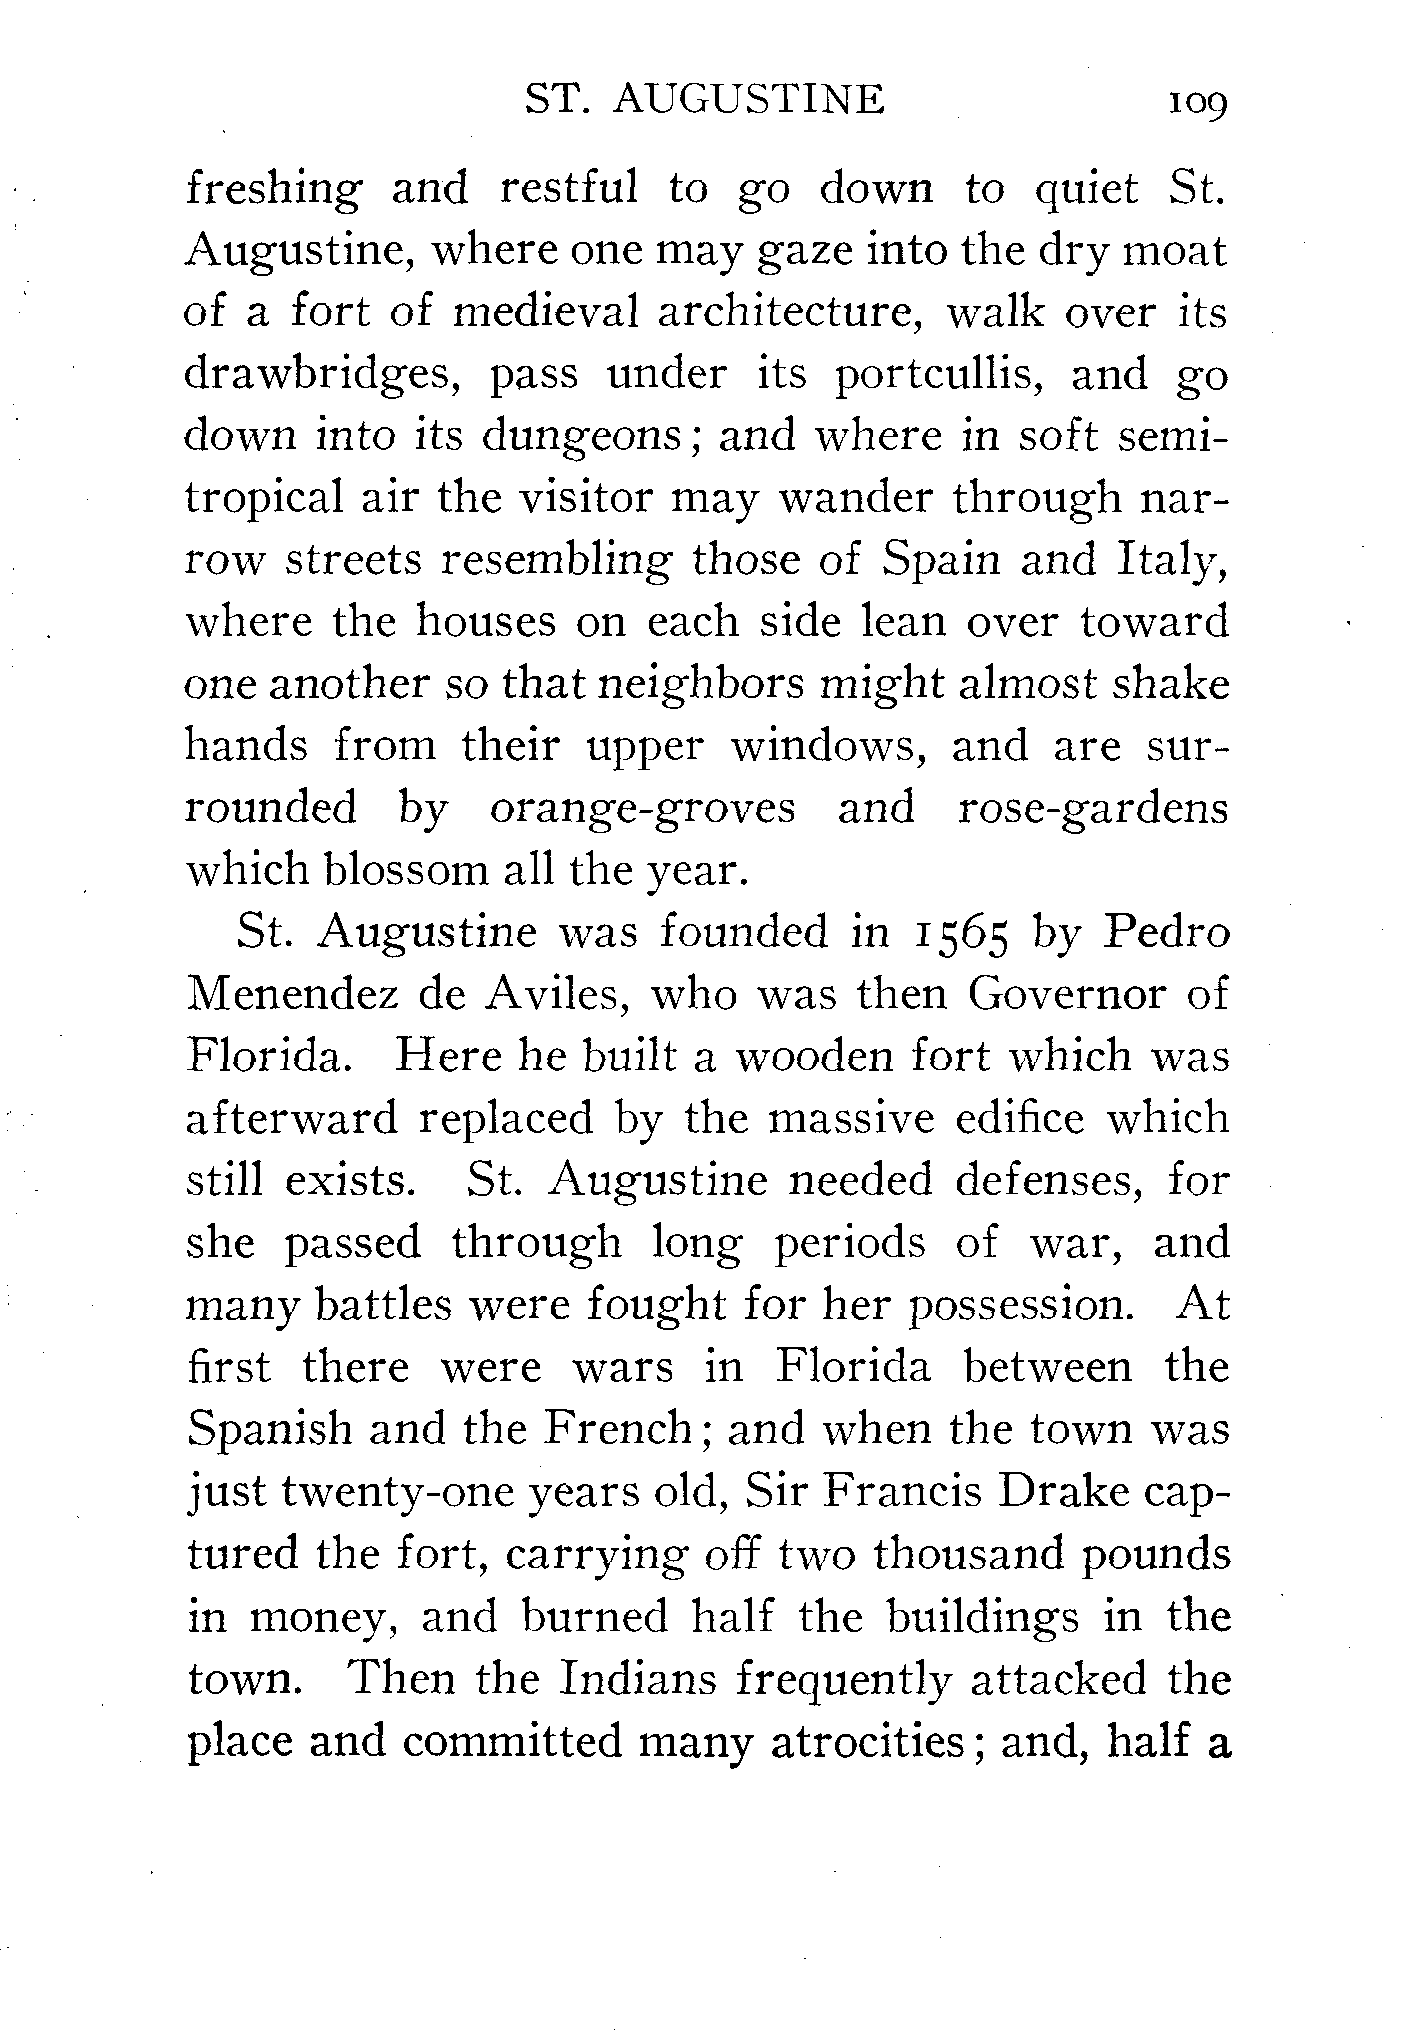 ST. AUGUSTINE 109
freshing and restful to go down to quiet St.
Augustine, where one may gaze into the dry moat
of a fort of medieval architecture, walk over its
drawbridges, pass under its portcullis, and go
down into its dungeons; and where in soft semi-
tropical air the visitor may wander through nar-
row streets resembling those of Spain and Italy,
where the houses on each side lean over toward
one another so that neighbors might almost shake
hands from their upper windows, and are sur-
rounded by orange-groves and rose-gardens
which blossom all the year.
St. Augustine was founded in 1565 by Pedro
Menendez de Aviles, who was then Governor of
Florida. Here he built a wooden fort which was
afterward replaced by the massive edifice which
still exists. St. Augustine needed defenses, for
she passed through long periods of war, and
many battles were fought for her possession. At
first there were wars in Florida between the
Spanish and the French; and when the town was
just twenty-one years old, Sir Francis Drake cap-
tured the fort, carrying off two thousand pounds
in money, and burned half the buildings in the
town. Then the Indians frequently attacked the
place and committed many atrocities; and, half a